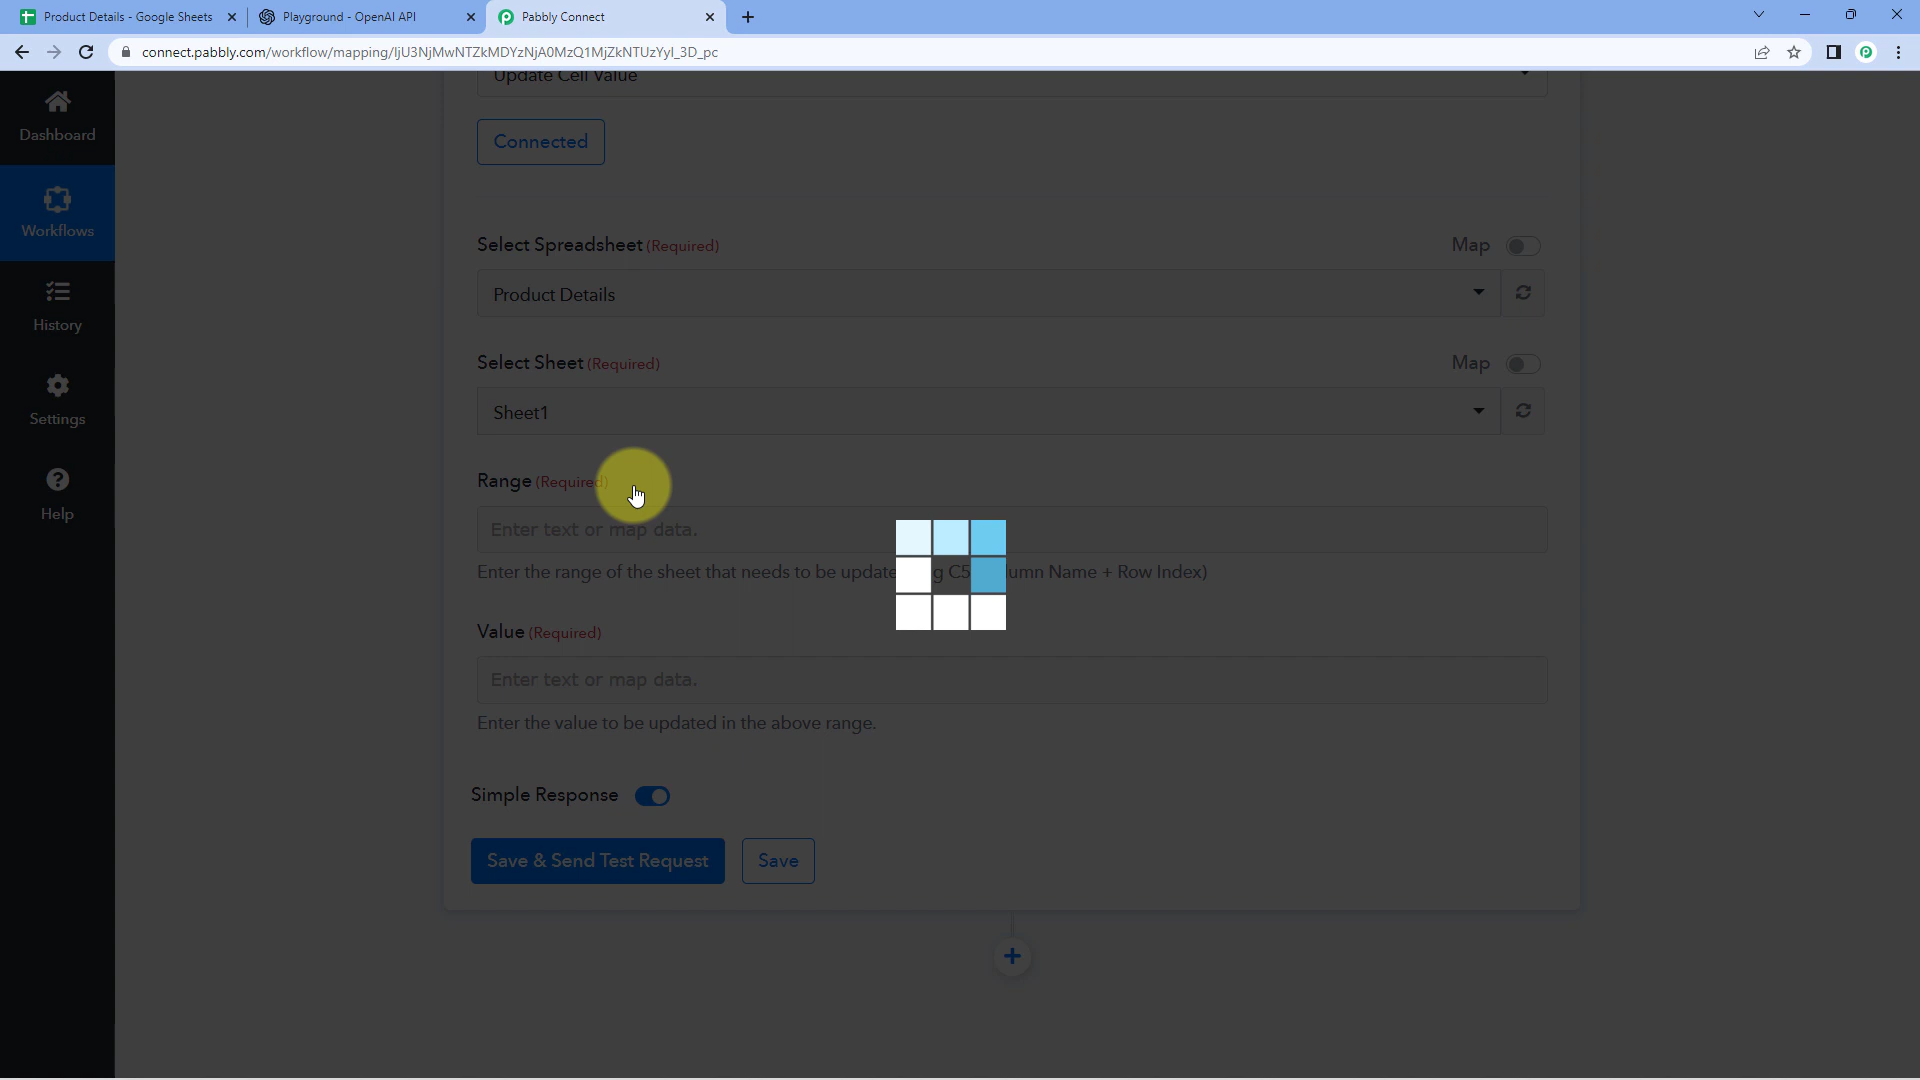 Product Details - Google Sheets
Playground - OpenAI API
Pabbly Connect
connect.pabbly.com/workflow/mapping/IjU3NjMwNTZkMDYzNjA0MzQ1MjZkNTUzYyI_3D_pc
Update Cell Value
Dashboard
Connected
Workflows
Select Spreadsheet (Required)
Map
Product Details
History
Select Sheet (Required)
Map
Sheet1
Settings
Range (Required)
Enter text or map data.
Help
Enter the range of the sheet that needs to be update g C5 umn Name + Row Index)
Value (Required)
Enter text or map data.
Enter the value to be updated in the above range.
Simple Response
Save & Send Test Request
Save